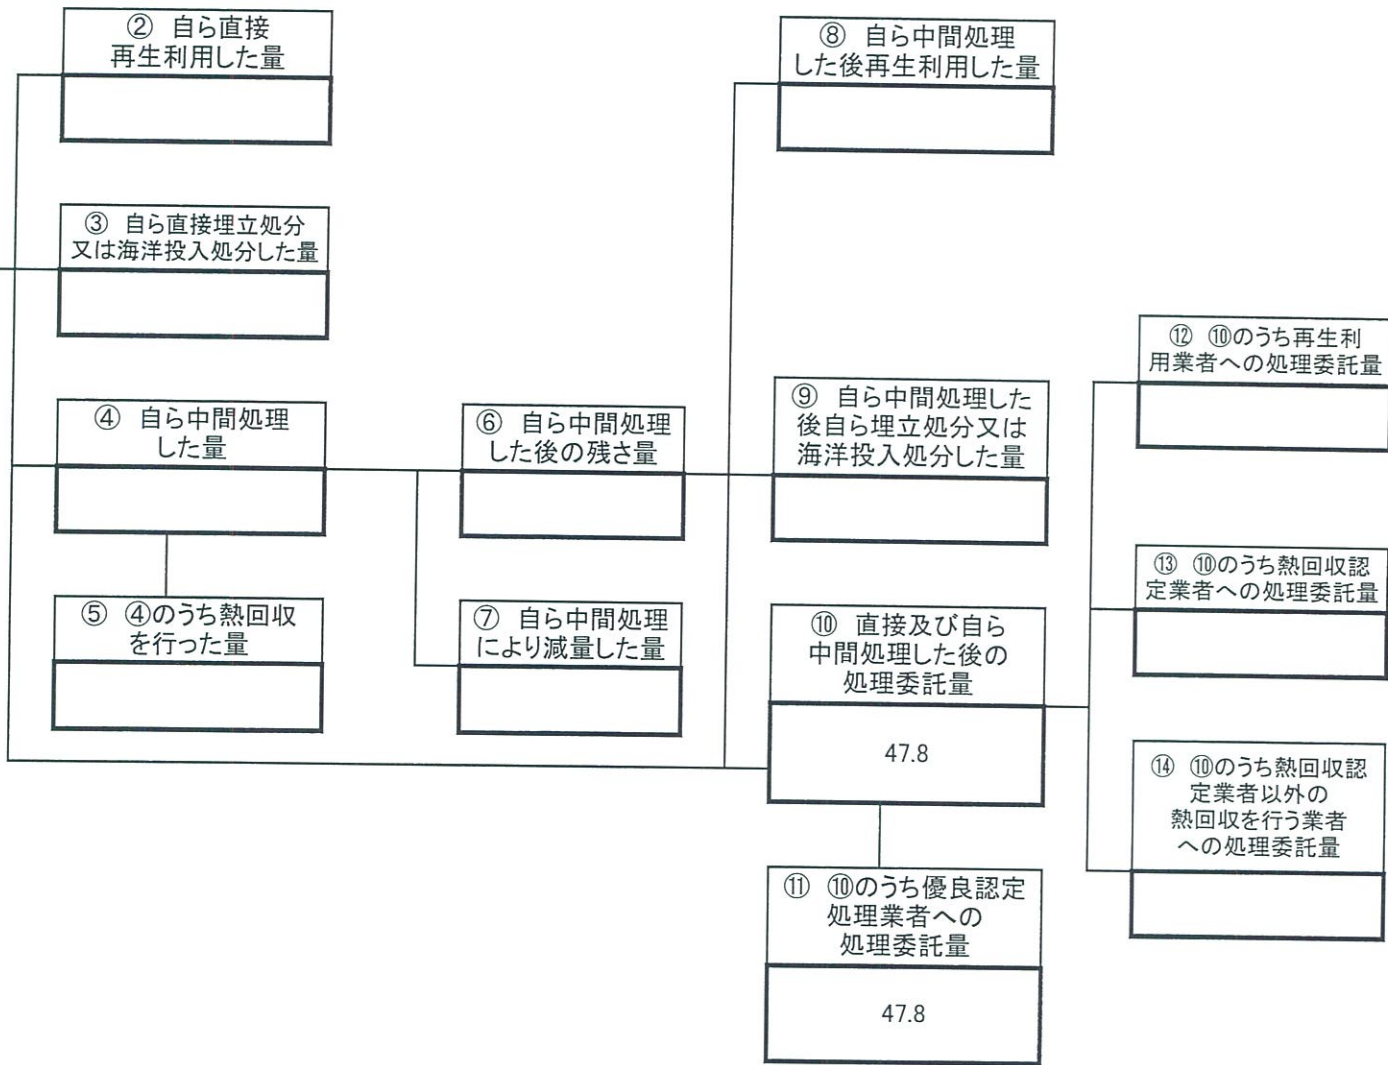 ② 自ら直接
再生利用した量
③ 自ら直接埋立処分
又は海洋投入処分した量
④ 自ら中間処理
した量
⑤ ④のうち熱回収
を行った量
⑥ 自ら中間処理
した後の残さ量
⑦ 自ら中間処理
により減量した量
⑧ 自ら中間処理
した後再生利用した量
⑨ 自ら中間処理した
後自ら埋立処分又は
海洋投入処分した量
⑩ 直接及び自ら
中間処理した後の
処理委託量
47.8
⑪ ⑩のうち優良認定
処理業者への
処理委託量
47.8
⑫ ⑩のうち再生利
用業者への処理委託量
⑬ ⑩のうち熱回収認
定業者への処理委託量
⑭ ⑩のうち熱回収認
定業者以外の
熱回収を行う業者
への処理委託量